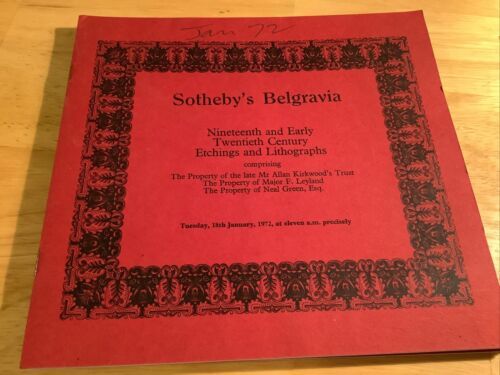 Jan 72
Sotheby's Belgravia
Nineteenth and Early
Twentieth Century
Etchings and Lithographs
comprising
The Property of the late Mr Allan Kirkwood's Trust
The Property of Major F. Leyland
The Property of Neal Green, Esq.
Tuesday, 18th January, 1972, at eleven a.m. precisely